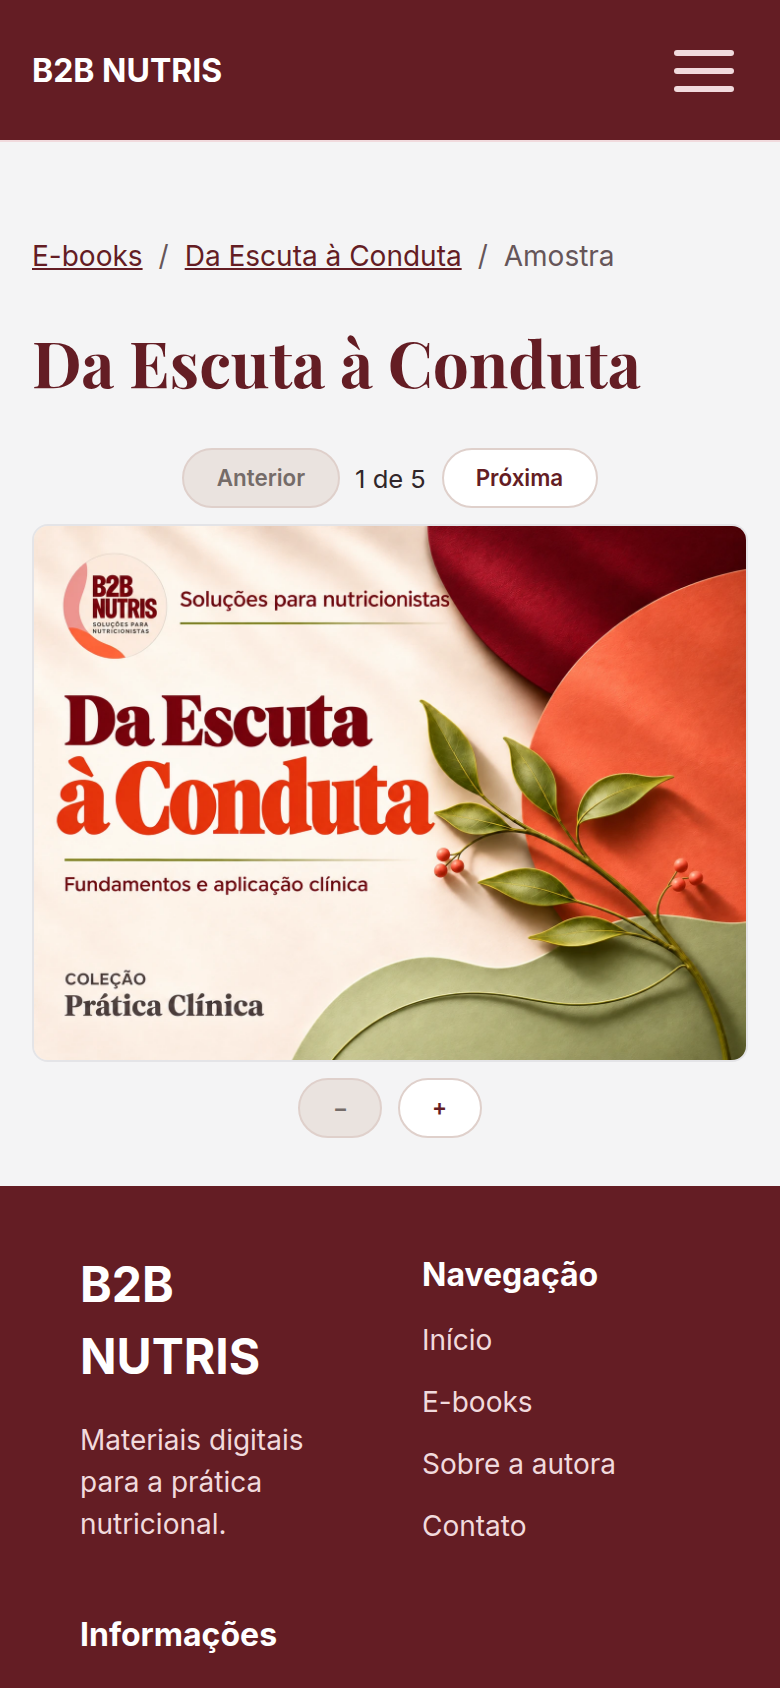 B2B NUTRIS
E-books / Da Escuta à Conduta / Amostra
Da Escuta à Conduta
Anterior 1 de 5 Próxima
B2B
NUTRIS
SOLUÇÕES PARA
NUTRICIONISTAS
Soluções para nutricionistas
Da Escuta
à Conduta
Fundamentos e aplicação clínica
COLEÇÃO
Prática Clínica
– +
B2B
NUTRIS
Materiais digitais
para a prática
nutricional.
Navegação
Início
E-books
Sobre a autora
Contato
Informações